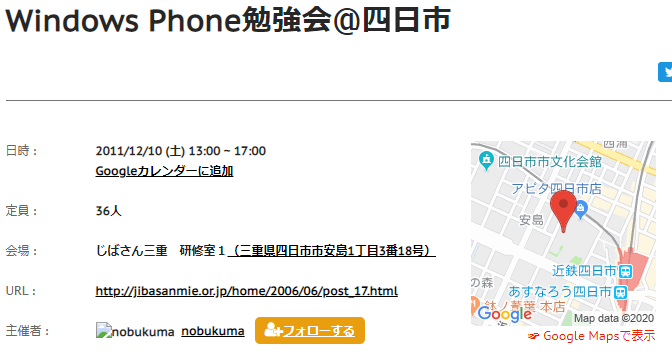 Windows Phone勉強会@四日市
日時：
2011/12/10 (土) 13:00 ~ 17:00
Googleカレンダーに追加
定員：
36人
会場：
じばさん三重　研修室１（三重県四日市市安島1丁目3番18号）
URL：
http://jibasanmie.or.jp/home/2006/06/post_17.html
主催者：
nobukuma nobukuma フォローする
西浦
四日市市文化会館
アピタ四日市店
安島
近鉄四日市
あすなろう四日市
の森
鉢ノ葦葉 本店
Google
Map data ©2020
Google Mapsで表示